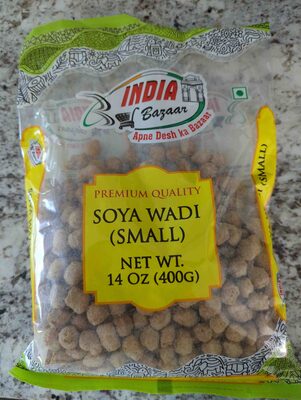 INDIA
Bazaar
Apne Desh ka Bazaar
PREMIUM QUALITY
SOYA WADI
(SMALL)
NET WT.
14 OZ (400G)
(SMALL)